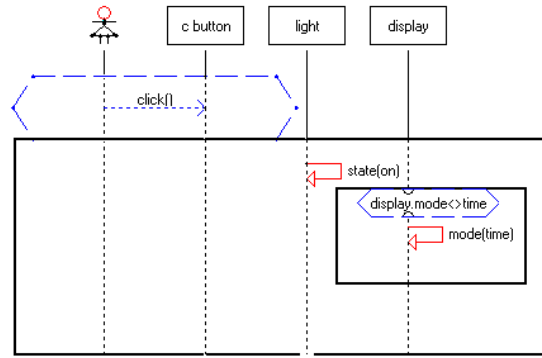 c button
light
display
click()
state(on)
display.mode<>time
mode(time)